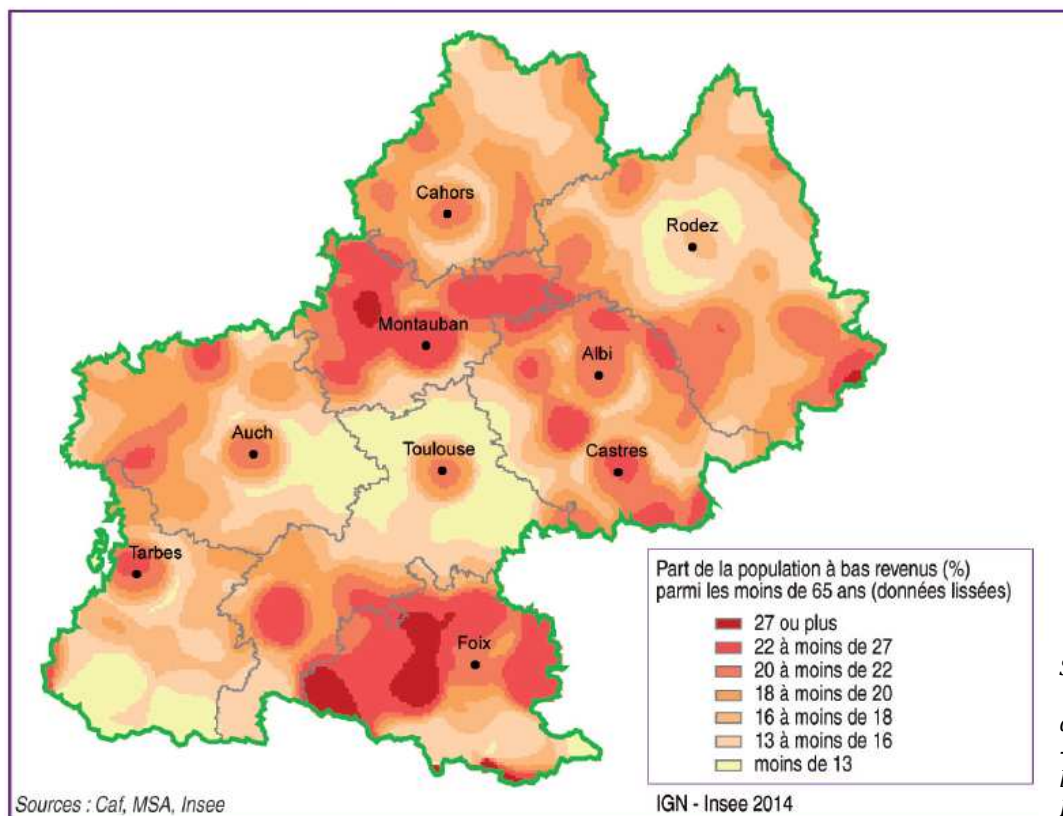 Cahors
Rodez
Montauban
Albi
Auch
Toulouse
Castres
Tarbes
Foix
Part de la population à bas revenus (%)
parmi les moins de 65 ans (données lissées)
27 ou plus
22 à moins de 27
20 à moins de 22
18 à moins de 20
16 à moins de 18
13 à moins de 16
moins de 13
Sources : Caf, MSA, Insee
IGN - Insee 2014